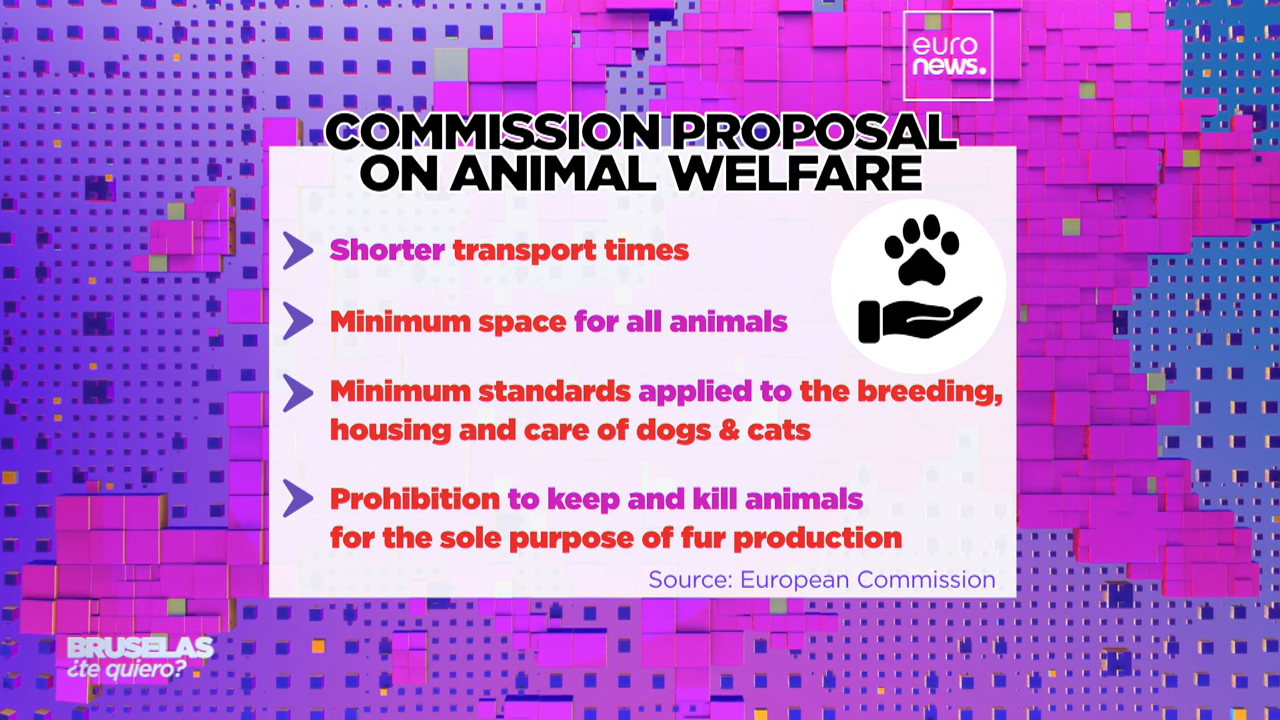 euro
news.
COMMISSION PROPOSAL
ON ANIMAL WELFARE
Shorter transport times
Minimum space for all animals
Minimum standards applied to the breeding,
housing and care of dogs & cats
Prohibition to keep and kill animals
for the sole purpose of fur production
Source: European Commission
BRUSELAS
¿te quiero?